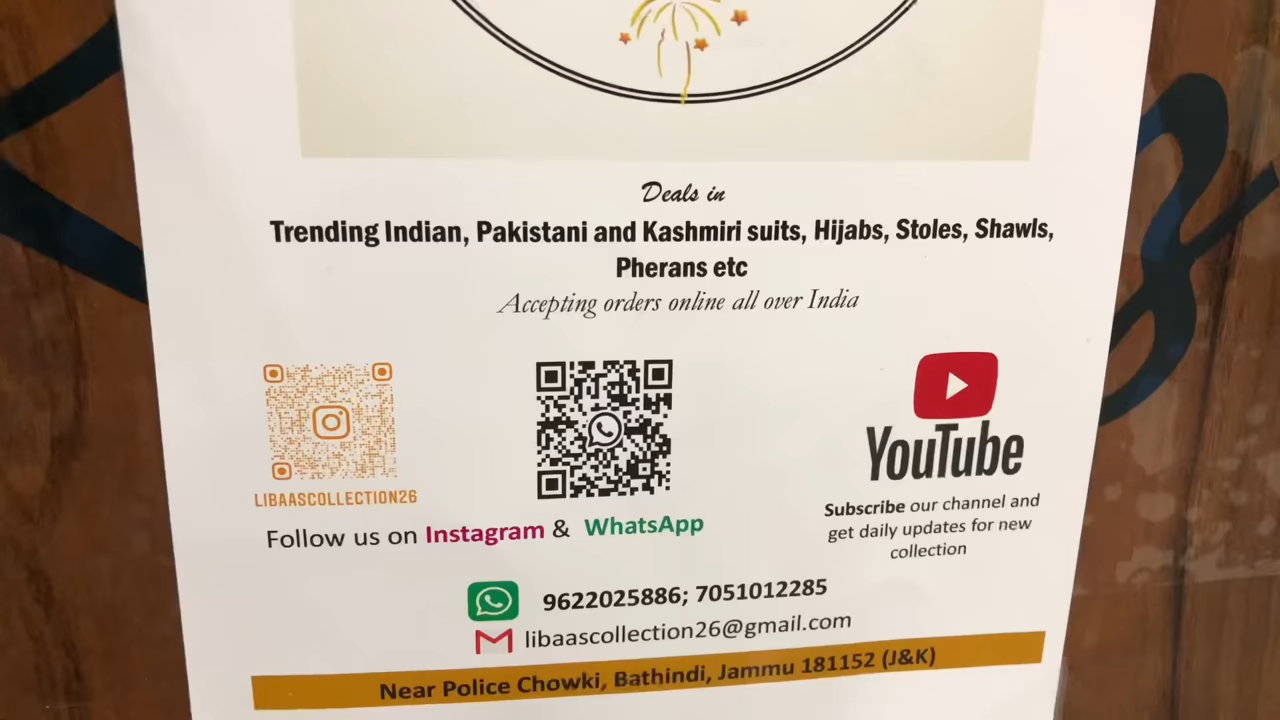 Deals in
Trending Indian, Pakistani and Kashmiri suits, Hijabs, Stoles, Shawls,
Pherans etc
Accepting orders online all over India
LIBAASCOLLECTION26
Follow us on Instagram & WhatsApp
YouTube
Subscribe our channel and
get daily updates for new
collection
9622025886; 7051012285
libaascollection26@gmail.com
Near Police Chowki, Bathindi, Jammu 181152 (J&K)